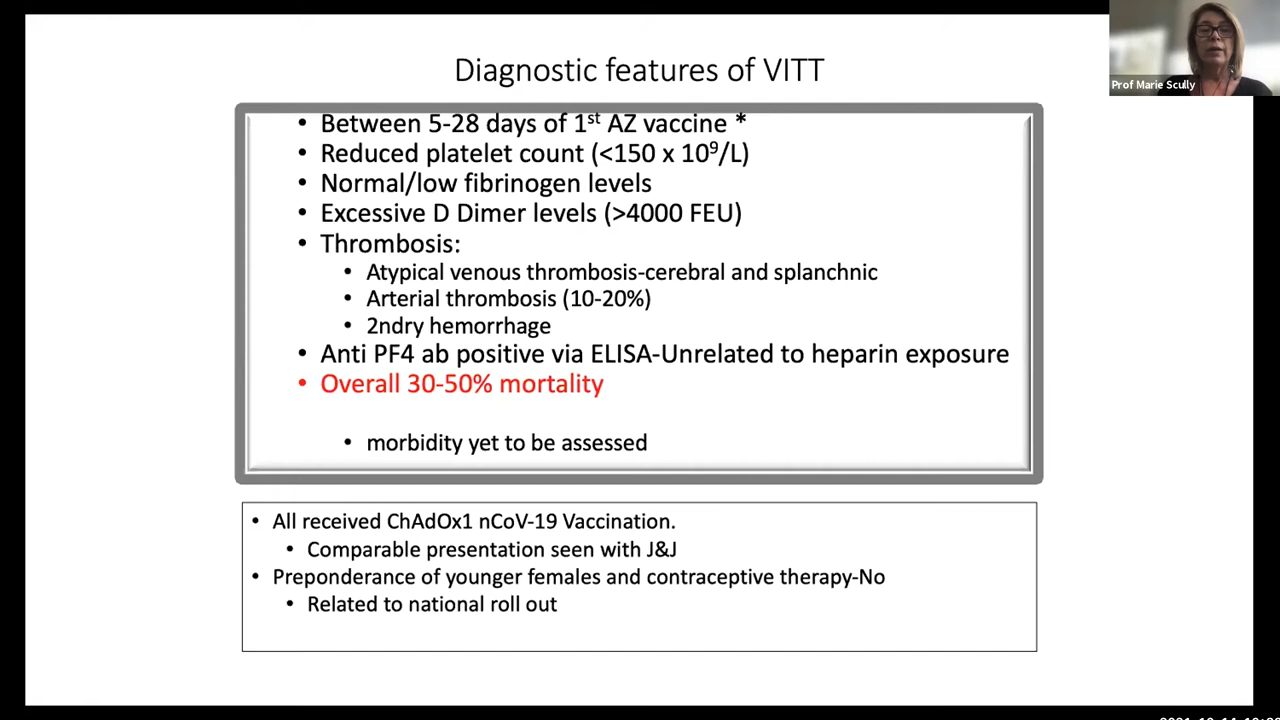 Diagnostic features of VITT
Prof Marie Scully
• Between 5-28 days of 1st AZ vaccine *
• Reduced platelet count (<150 x 10⁹/L)
• Normal/low fibrinogen levels
• Excessive D Dimer levels (>4000 FEU)
• Thrombosis:
• Atypical venous thrombosis-cerebral and splanchnic
• Arterial thrombosis (10-20%)
• 2ndry hemorrhage
• Anti PF4 ab positive via ELISA-Unrelated to heparin exposure
• Overall 30-50% mortality
• morbidity yet to be assessed
• All received ChAdOx1 nCoV-19 Vaccination.
• Comparable presentation seen with J&J
• Preponderance of younger females and contraceptive therapy-No
• Related to national roll out